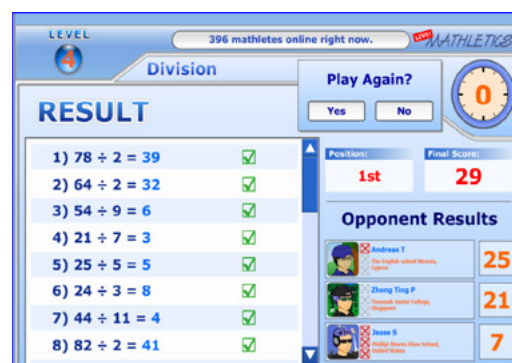 LEVEL
4
396 mathletes online right now.
LIVE! MATHLETICS
Division
Play Again?
Yes No
0
RESULT
1) 78 ÷ 2 = 39
2) 64 ÷ 2 = 32
3) 54 ÷ 9 = 6
4) 21 ÷ 7 = 3
5) 25 ÷ 5 = 5
6) 24 ÷ 3 = 8
7) 44 ÷ 11 = 4
8) 82 ÷ 2 = 41
Position: Final Score:
1st 29
Opponent Results
Andreas T
The English school Nicosia,
Cyprus
25
Zhong Ting P
Temasek Junior College,
Singapore
21
Jesse S
School,
United States
7